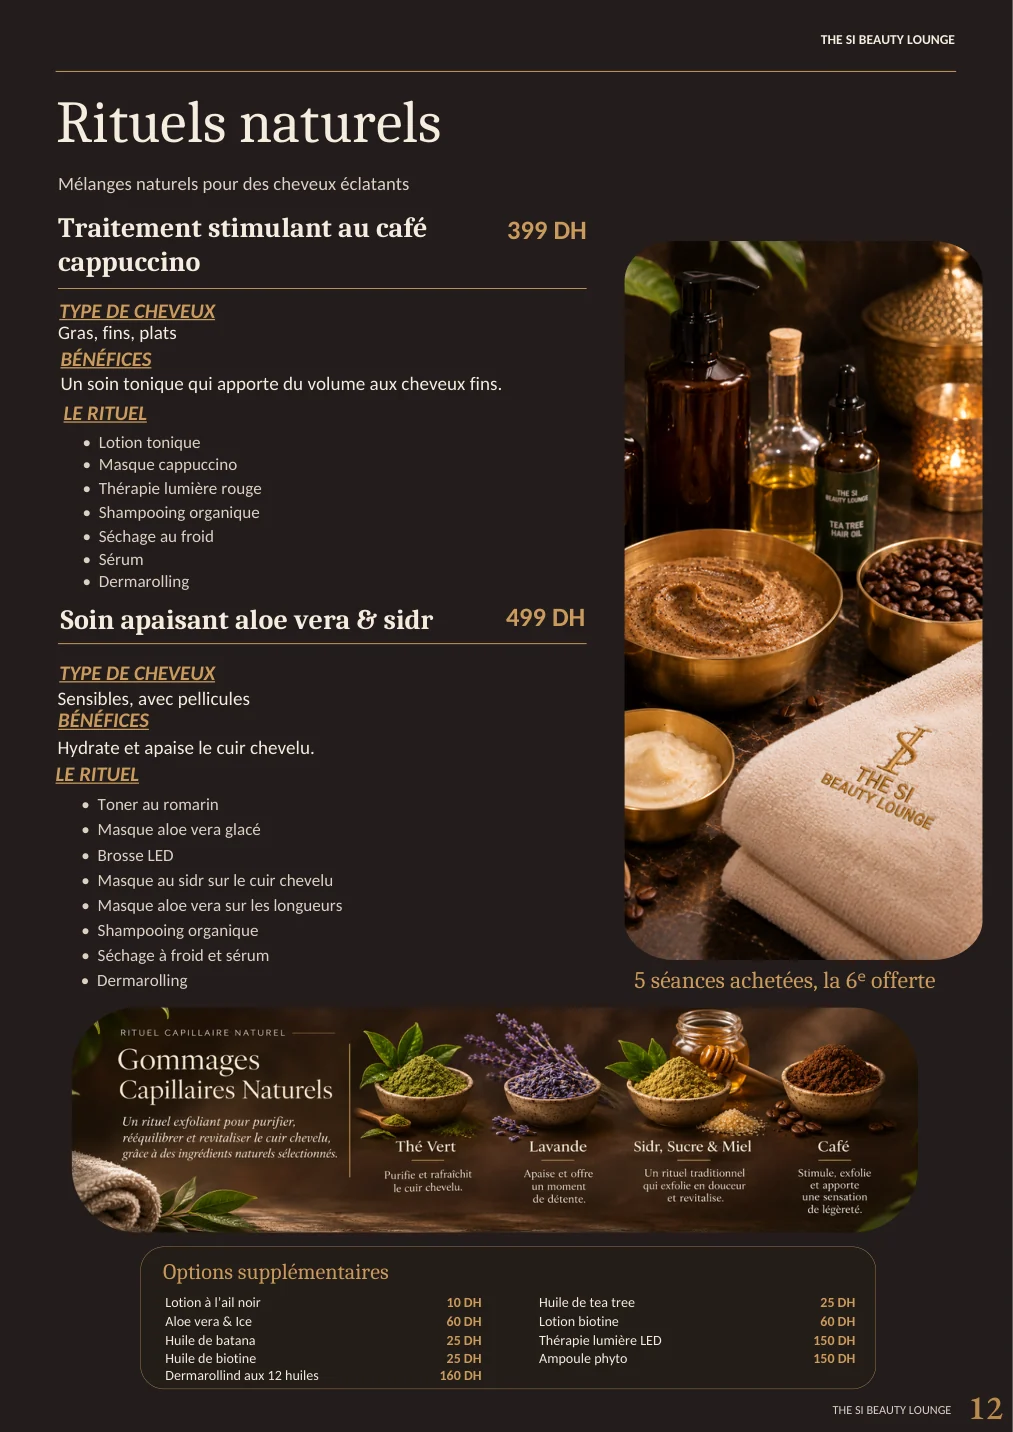 THE SI BEAUTY LOUNGE
Rituels naturels
Mélanges naturels pour des cheveux éclatants
Traitement stimulant au café
cappuccino
399 DH
TYPE DE CHEVEUX
Gras, fins, plats
BÉNÉFICES
Un soin tonique qui apporte du volume aux cheveux fins.
LE RITUEL
• Lotion tonique
• Masque cappuccino
• Thérapie lumière rouge
• Shampooing organique
• Séchage au froid
• Sérum
• Dermarolling
Soin apaisant aloe vera & sidr
499 DH
TYPE DE CHEVEUX
Sensibles, avec pellicules
BÉNÉFICES
Hydrate et apaise le cuir chevelu.
LE RITUEL
• Toner au romarin
• Masque aloe vera glacé
• Brosse LED
• Masque au sidr sur le cuir chevelu
• Masque aloe vera sur les longueurs
• Shampooing organique
• Séchage à froid et sérum
• Dermarolling
THE SI
BEAUTY LOUNGE
TEA TREE
HAIR OIL
THE SI
BEAUTY LOUNGE
5 séances achetées, la 6ᵉ offerte
RITUEL CAPILLAIRE NATUREL
Gommages
Capillaires Naturels
Un rituel exfoliant pour purifier,
rééquilibrer et revitaliser le cuir chevelu,
grâce à des ingrédients naturels sélectionnés.
Thé Vert
Purifie et rafraîchit
le cuir chevelu.
Lavande
Apaise et offre
un moment
de détente.
Sidr, Sucre & Miel
Un rituel traditionnel
qui exfolie en douceur
et revitalise.
Café
Stimule, exfolie
et apporte
une sensation
de légèreté.
Options supplémentaires
Lotion à l'ail noir 10 DH
Aloe vera & Ice 60 DH
Huile de batana 25 DH
Huile de biotine 25 DH
Dermarollind aux 12 huiles 160 DH
Huile de tea tree 25 DH
Lotion biotine 60 DH
Thérapie lumière LED 150 DH
Ampoule phyto 150 DH
THE SI BEAUTY LOUNGE 12